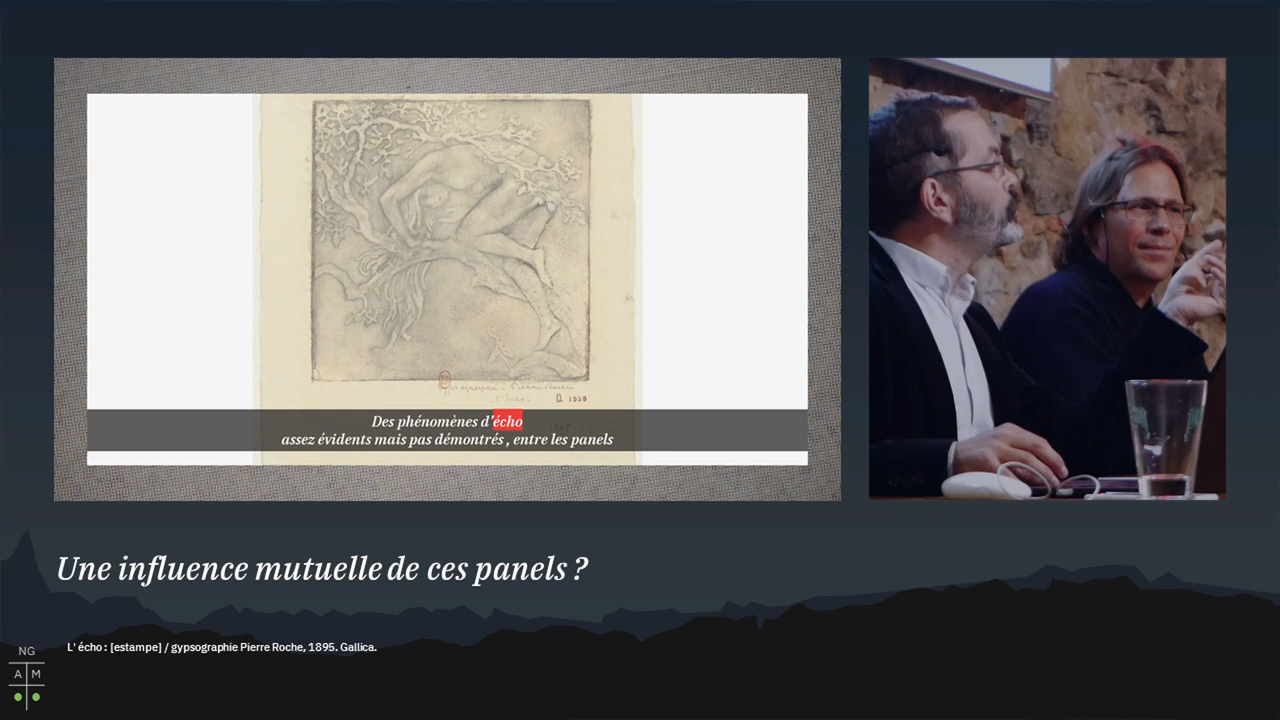 Des phénomènes d'écho
assez évidents mais pas démontrés , entre les panels
Une influence mutuelle de ces panels ?
L' écho : [estampe] / gypsographie Pierre Roche, 1895. Gallica.
NG
A M